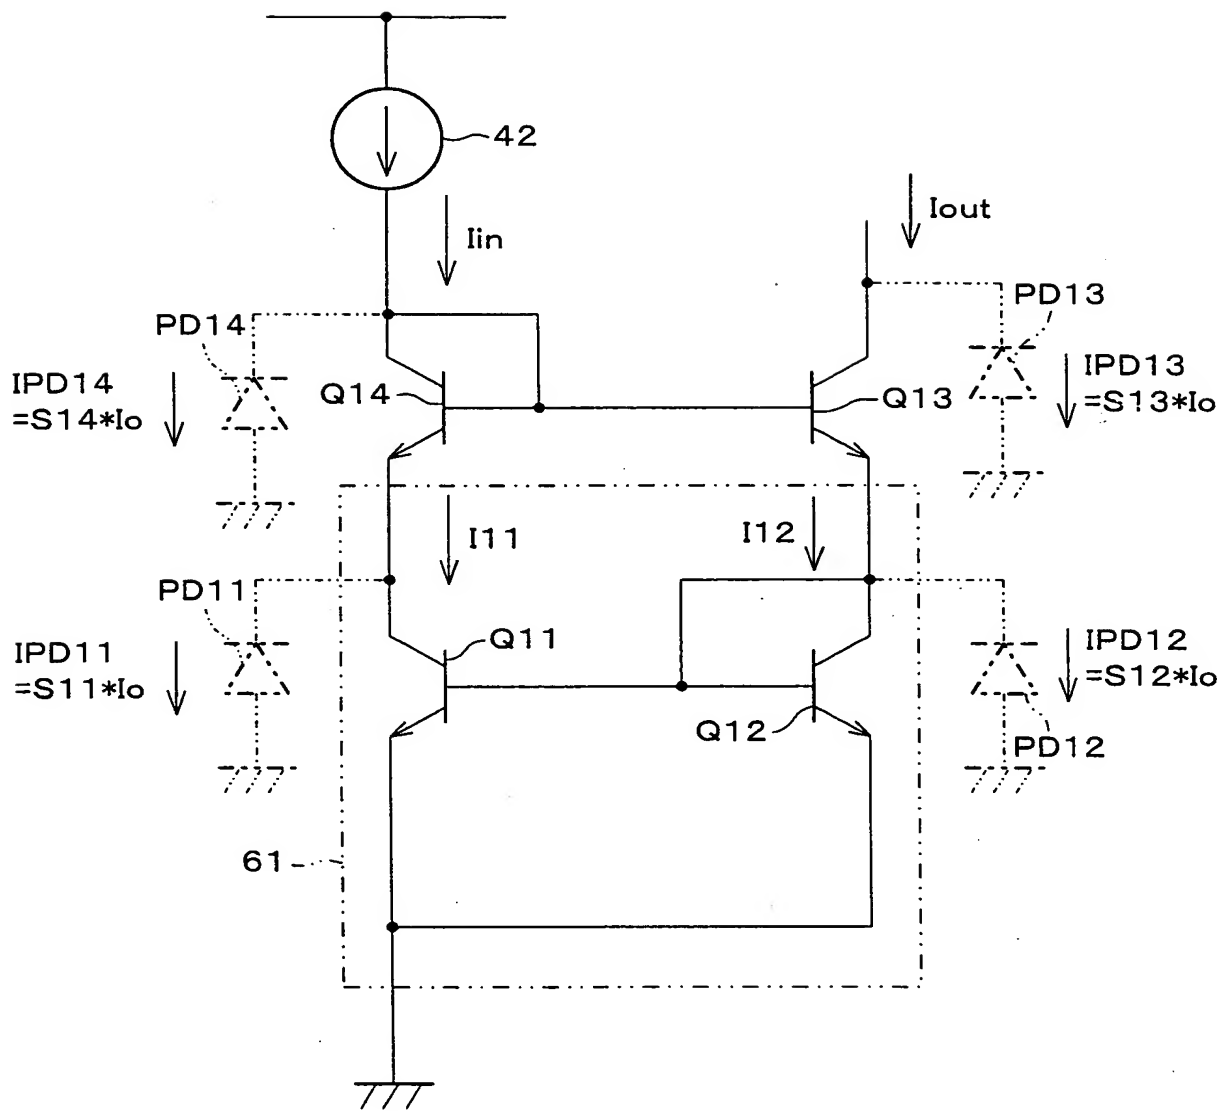 42
Iin
Iout
PD14
PD13
IPD14
=S14*Io
Q14
Q13
IPD13
=S13*Io
I11
I12
PD11
IPD11
=S11*Io
Q11
Q12
IPD12
=S12*Io
PD12
61